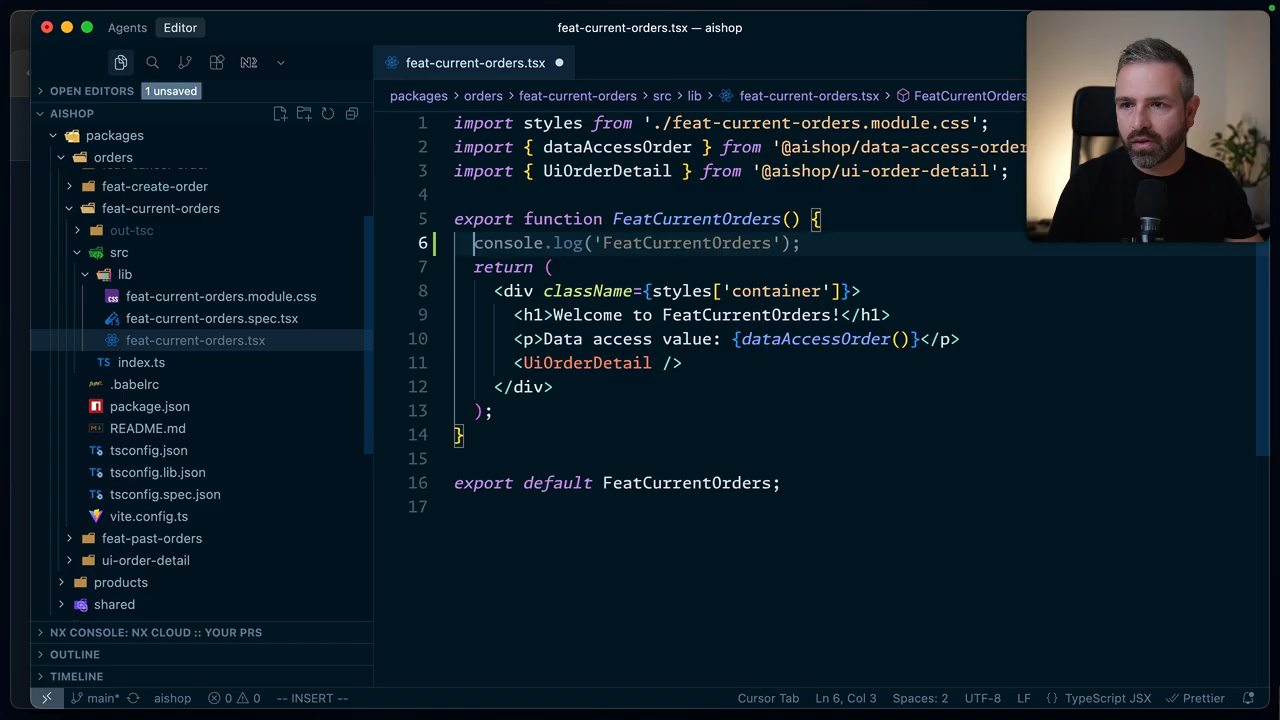 Agents Editor
feat-current-orders.tsx — aishop
OPEN EDITORS 1 unsaved
AISHOP
packages
orders
feat-create-order
feat-current-orders
out-tsc
src
lib
feat-current-orders.module.css
feat-current-orders.spec.tsx
feat-current-orders.tsx
index.ts
.babelrc
package.json
README.md
tsconfig.json
tsconfig.lib.json
tsconfig.spec.json
vite.config.ts
feat-past-orders
ui-order-detail
products
shared
NX CONSOLE: NX CLOUD :: YOUR PRS
OUTLINE
TIMELINE
feat-current-orders.tsx
packages > orders > feat-current-orders > src > lib > feat-current-orders.tsx > FeatCurrentOrders
1 import styles from './feat-current-orders.module.css';
2 import { dataAccessOrder } from '@aishop/data-access-order
3 import { UiOrderDetail } from '@aishop/ui-order-detail';
4
5 export function FeatCurrentOrders() {
6 console.log('FeatCurrentOrders');
7 return (
8 <div className={styles['container']}>
9 <h1>Welcome to FeatCurrentOrders!</h1>
10 <p>Data access value: {dataAccessOrder()}</p>
11 <UiOrderDetail />
12 </div>
13 );
14 }
15
16 export default FeatCurrentOrders;
17
main* aishop 0 0 -- INSERT -- Cursor Tab Ln 6, Col 3 Spaces: 2 UTF-8 LF {} TypeScript JSX Prettier